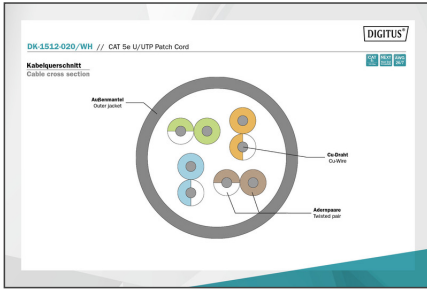 DIGITUS®
DK-1512-020/WH // CAT 5e U/UTP Patch Cord
Kabelquerschnitt
Cable cross section
Außenmantel
Outer jacket
Cu-Draht
Cu-Wire
Aderspaare
Twisted pair